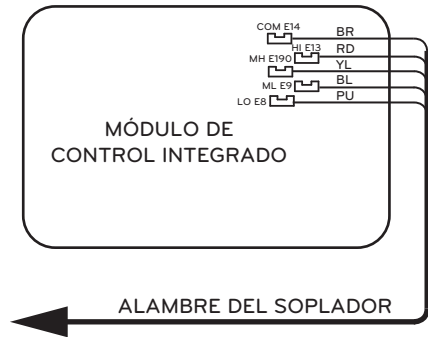 COM E14 BR
HI E13 RD
MH E190 YL
ML E9 BL
LO E8 PU
MÓDULO DE
CONTROL INTEGRADO
ALAMBRE DEL SOPLADOR